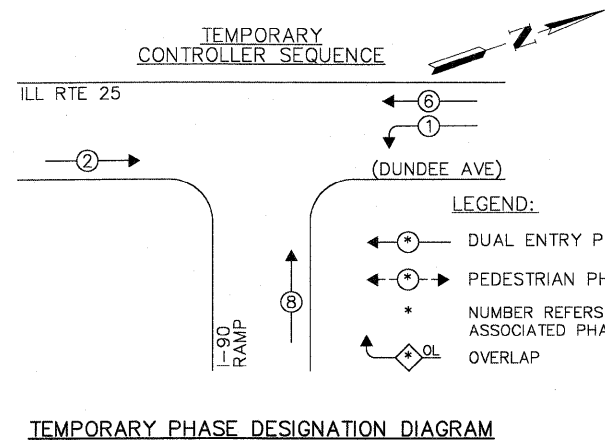 TEMPORARY
CONTROLLER SEQUENCE
N
ILL RTE 25
6
1
2
(DUNDEE AVE)
LEGEND:
* DUAL ENTRY P
* PEDESTRIAN PH
* NUMBER REFERS
ASSOCIATED PHA
* OL OVERLAP
8
I-90
RAMP
TEMPORARY PHASE DESIGNATION DIAGRAM